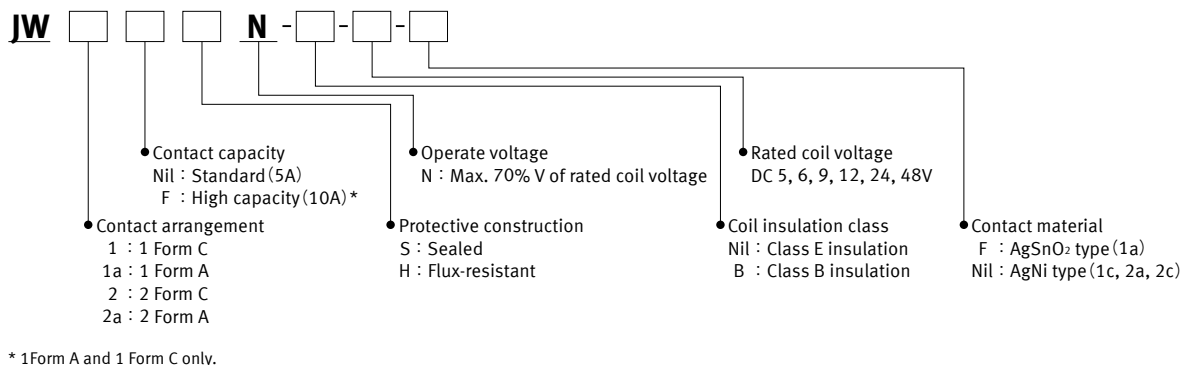 JW N - - -
Contact capacity
Nil : Standard (5A)
F : High capacity (10A) *
Operate voltage
N : Max. 70% V of rated coil voltage
Rated coil voltage
DC 5, 6, 9, 12, 24, 48V
Contact arrangement
1 : 1 Form C
1a : 1 Form A
2 : 2 Form C
2a : 2 Form A
Protective construction
S : Sealed
H : Flux-resistant
Coil insulation class
Nil : Class E insulation
B : Class B insulation
Contact material
F : AgSnO₂ type (1a)
Nil : AgNi type (1c, 2a, 2c)
* 1Form A and 1 Form C only.